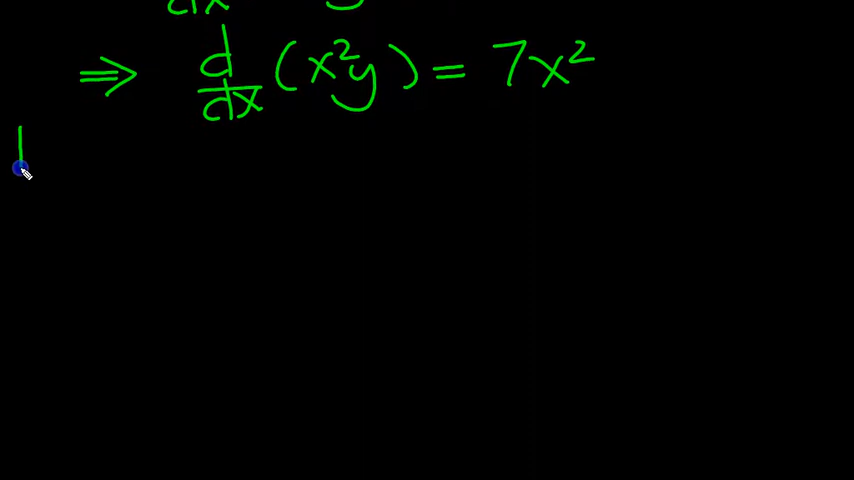 ⇒ d/dx (x²y) = 7x²